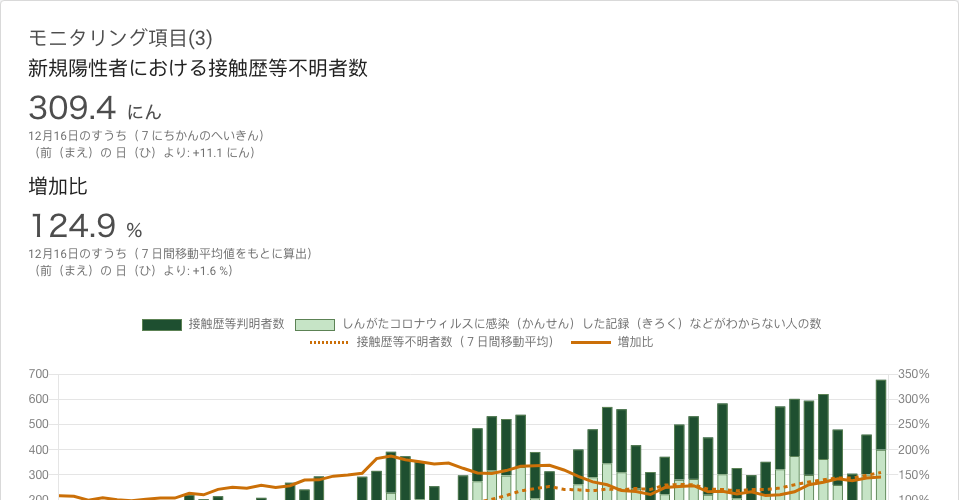 モニタリング項目(3)
新規陽性者における接触歴等不明者数
309.4 にん
12月16日のすうち（７にちかんのへいきん）
（前（まえ）の 日（ひ）より: +11.1 にん）
増加比
124.9 %
12月16日のすうち（７日間移動平均値をもとに算出）
（前（まえ）の 日（ひ）より: +1.6 %）
接触歴等判明者数 しんがたコロナウィルスに感染（かんせん）した記録（きろく）などがわからない人の数
接触歴等不明者数（７日間移動平均） 増加比
700 350%
600 300%
500 250%
400 200%
300 150%
200 100%